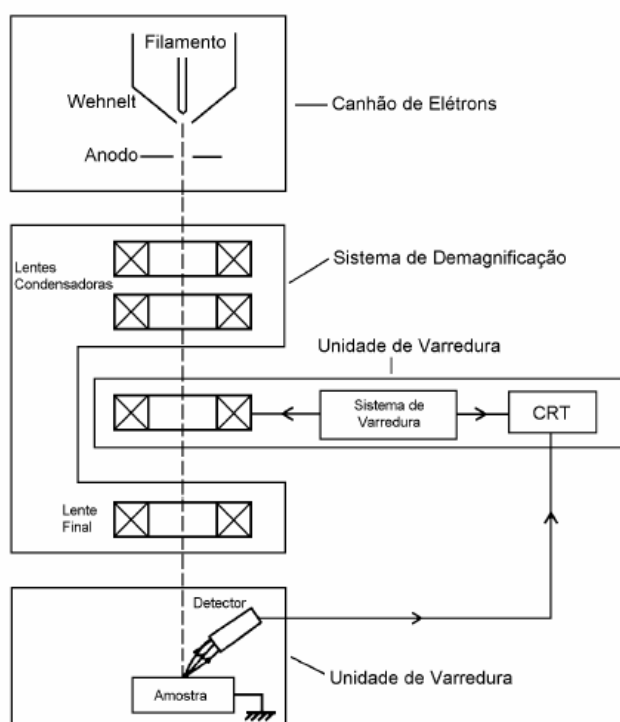 Filamento
Wehnelt
Canhão de Elétrons
Anodo
Lentes
Condensadoras
Sistema de Demagnificação
Unidade de Varredura
Sistema de
Varredura
CRT
Lente
Final
Detector
Amostra
Unidade de Varredura